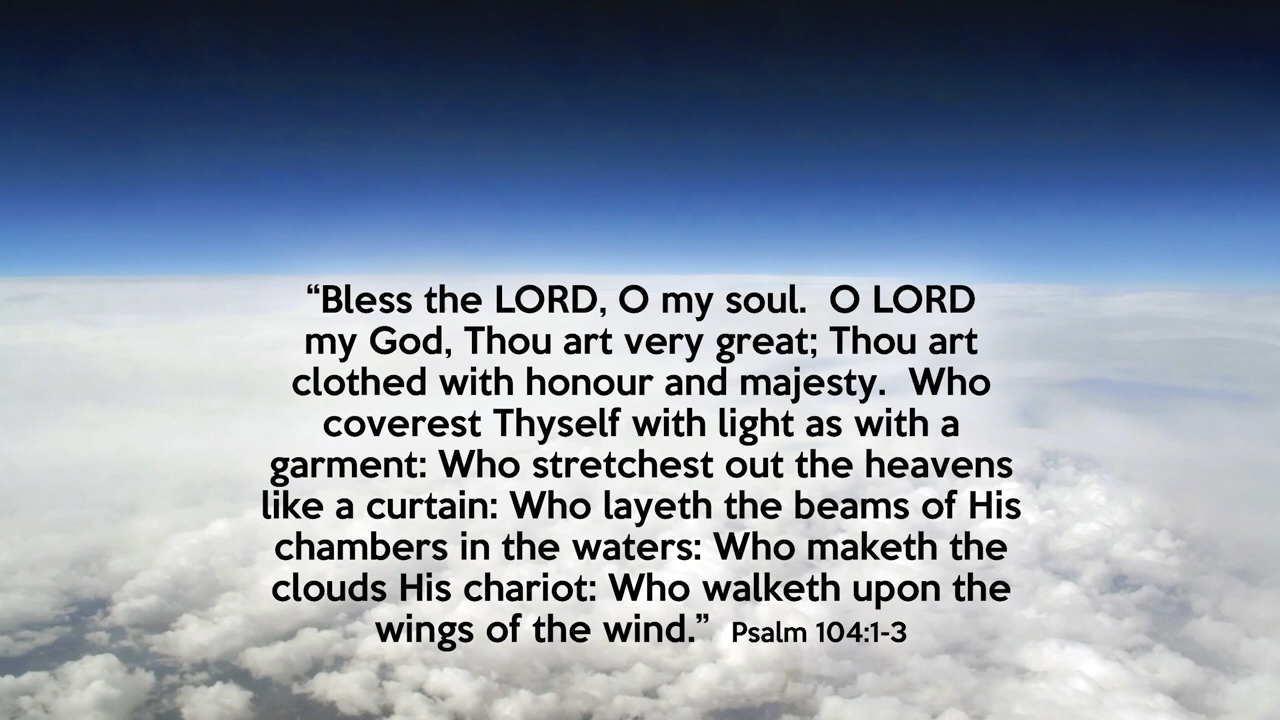 “Bless the LORD, O my soul.  O LORD
my God, Thou art very great; Thou art
clothed with honour and majesty.  Who
coverest Thyself with light as with a
garment: Who stretchest out the heavens
like a curtain: Who layeth the beams of His
chambers in the waters: Who maketh the
clouds His chariot: Who walketh upon the
wings of the wind.”  Psalm 104:1-3